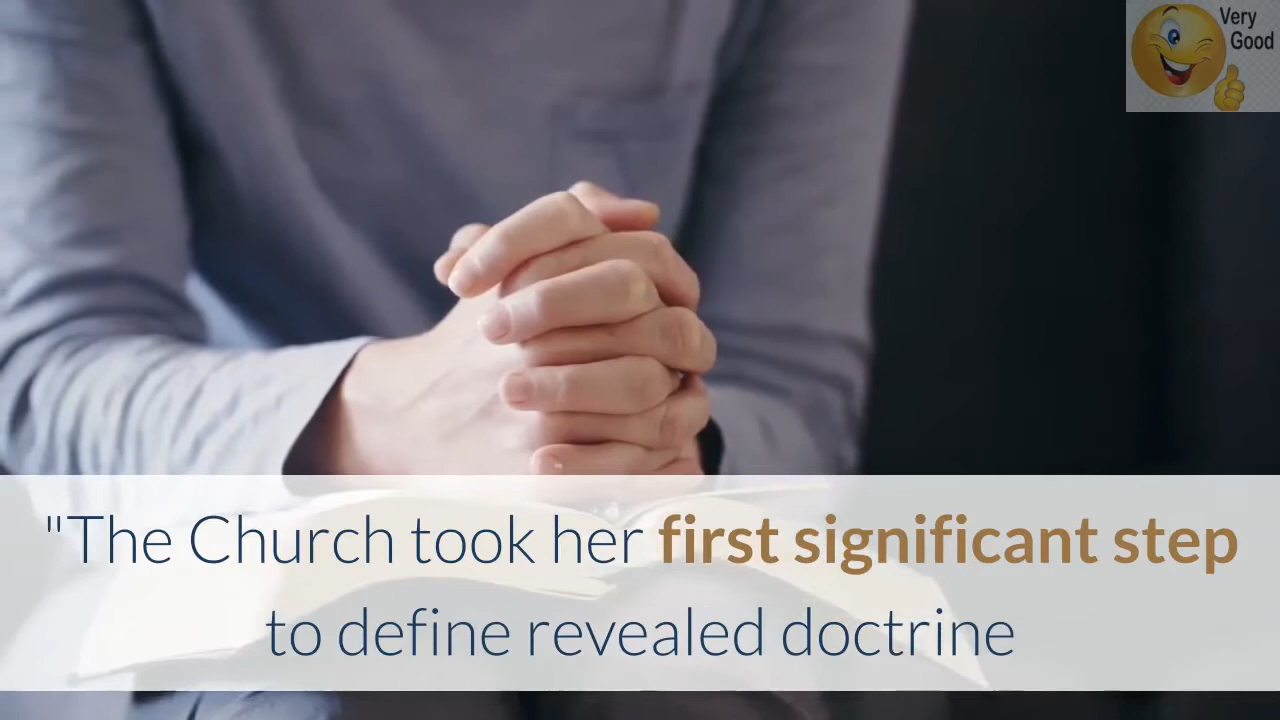 Very
Good
"The Church took her first significant step
to define revealed doctrine